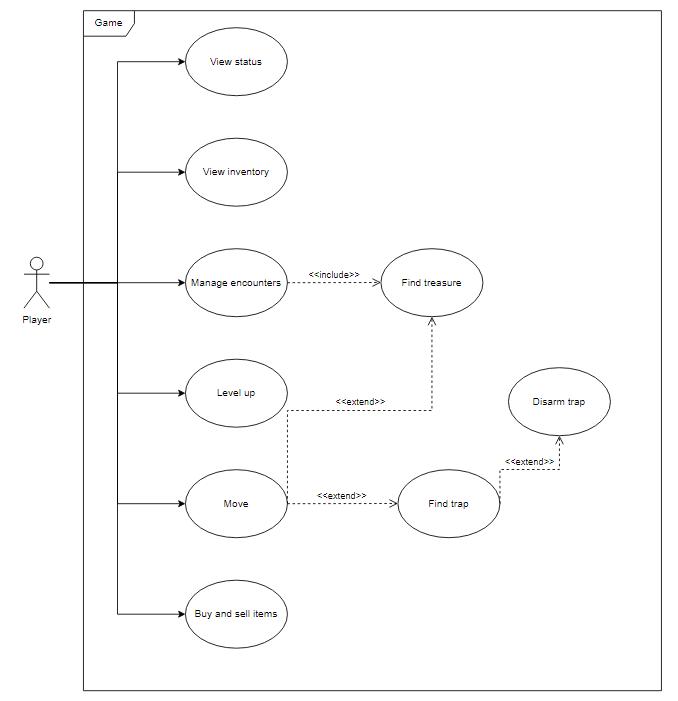 Game
View status
View inventory
Manage encounters
<<include>>
Find treasure
Player
Level up
<<extend>>
Disarm trap
<<extend>>
Move
<<extend>>
Find trap
Buy and sell items